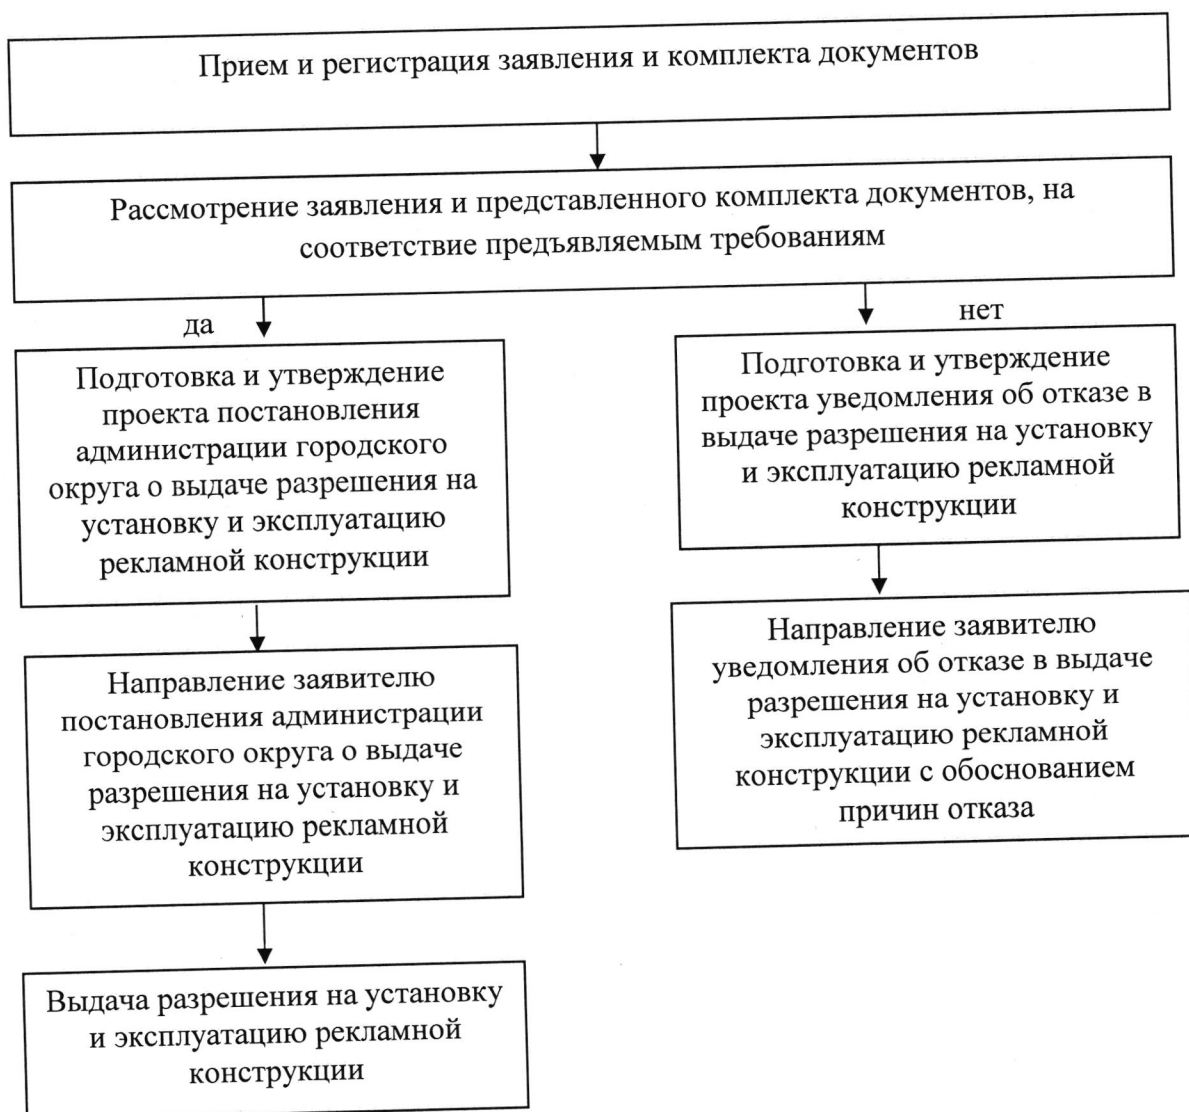 Прием и регистрация заявления и комплекта документов
Рассмотрение заявления и представленного комплекта документов, на
соответствие предъявляемым требованиям
да
нет
Подготовка и утверждение
проекта постановления
администрации городского
округа о выдаче разрешения на
установку и эксплуатацию
рекламной конструкции
Подготовка и утверждение
проекта уведомления об отказе в
выдаче разрешения на установку
и эксплуатацию рекламной
конструкции
Направление заявителю
постановления администрации
городского округа о выдаче
разрешения на установку и
эксплуатацию рекламной
конструкции
Направление заявителю
уведомления об отказе в выдаче
разрешения на установку и
эксплуатацию рекламной
конструкции с обоснованием
причин отказа
Выдача разрешения на установку
и эксплуатацию рекламной
конструкции